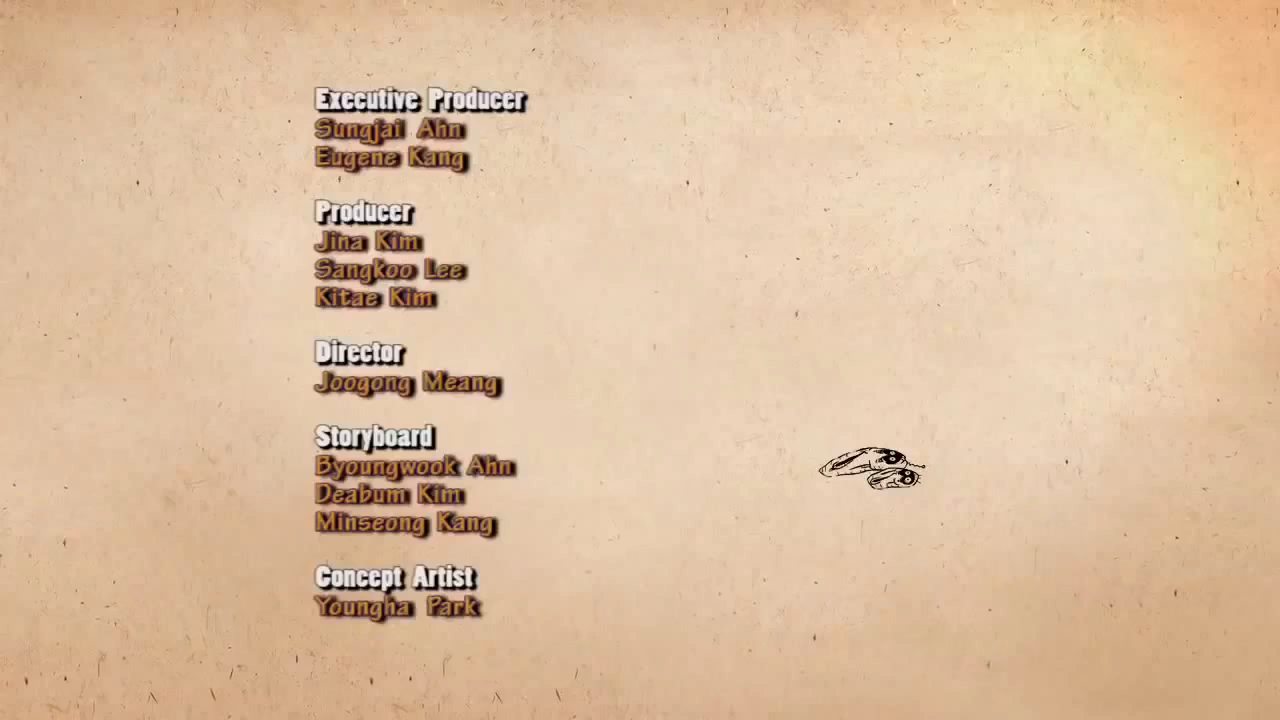 Executive Producer
Sungjai Ahn
Eugene Kang
Producer
Jina Kim
Sangkoo Lee
Kitae Kim
Director
Joogong Meang
Storyboard
Byoungwook Ahn
Deabum Kim
Minseong Kang
Concept Artist
Youngha Park